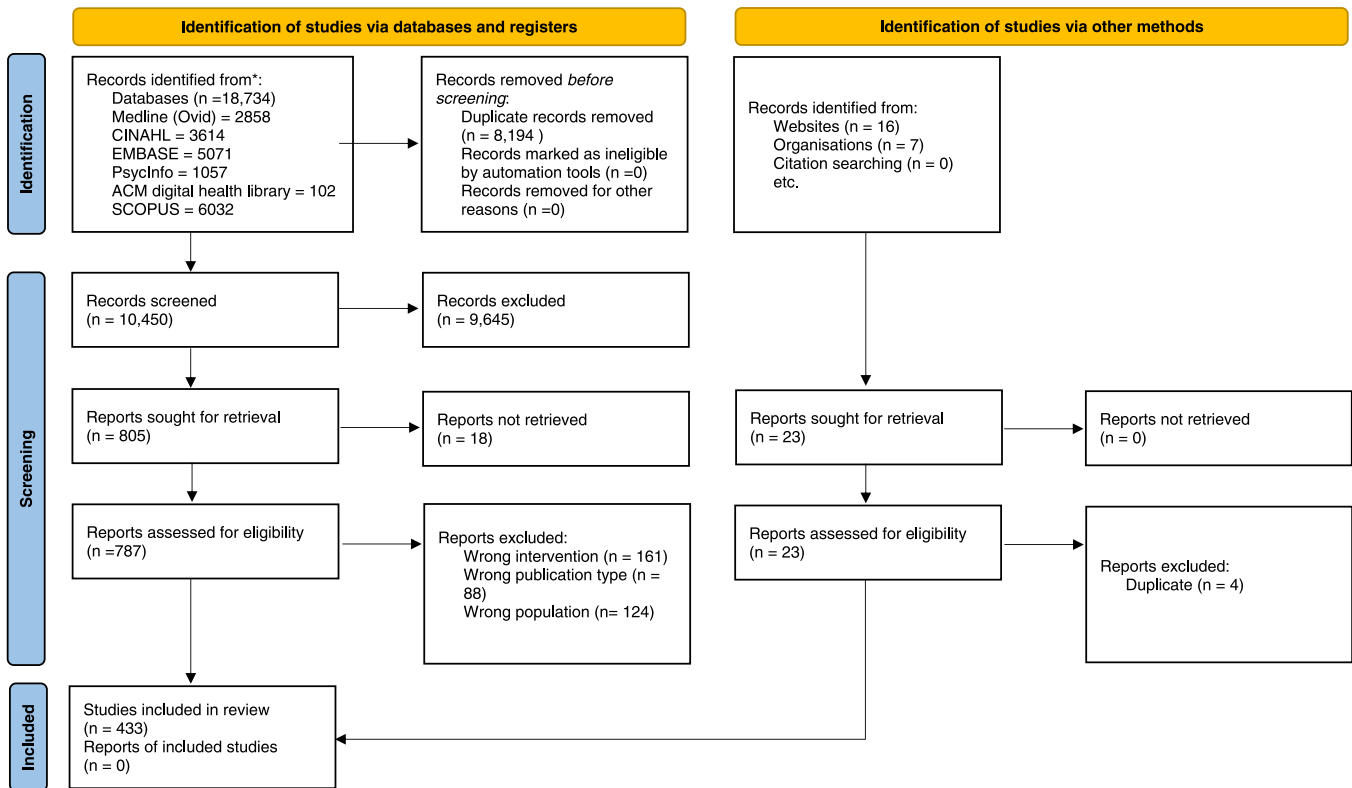 Identification of studies via databases and registers
Identification of studies via other methods
Identification
Records identified from*:
Databases (n =18,734)
Medline (Ovid) = 2858
CINAHL = 3614
EMBASE = 5071
PsycInfo = 1057
ACM digital health library = 102
SCOPUS = 6032
Records removed before
screening:
Duplicate records removed
(n = 8,194 )
Records marked as ineligible
by automation tools (n =0)
Records removed for other
reasons (n =0)
Records identified from:
Websites (n = 16)
Organisations (n = 7)
Citation searching (n = 0)
etc.
Screening
Records screened
(n = 10,450)
Records excluded
(n = 9,645)
Reports sought for retrieval
(n = 805)
Reports not retrieved
(n = 18)
Reports sought for retrieval
(n = 23)
Reports not retrieved
(n = 0)
Reports assessed for eligibility
(n =787)
Reports excluded:
Wrong intervention (n = 161)
Wrong publication type (n =
88)
Wrong population (n= 124)
Reports assessed for eligibility
(n = 23)
Reports excluded:
Duplicate (n = 4)
Included
Studies included in review
(n = 433)
Reports of included studies
(n = 0)